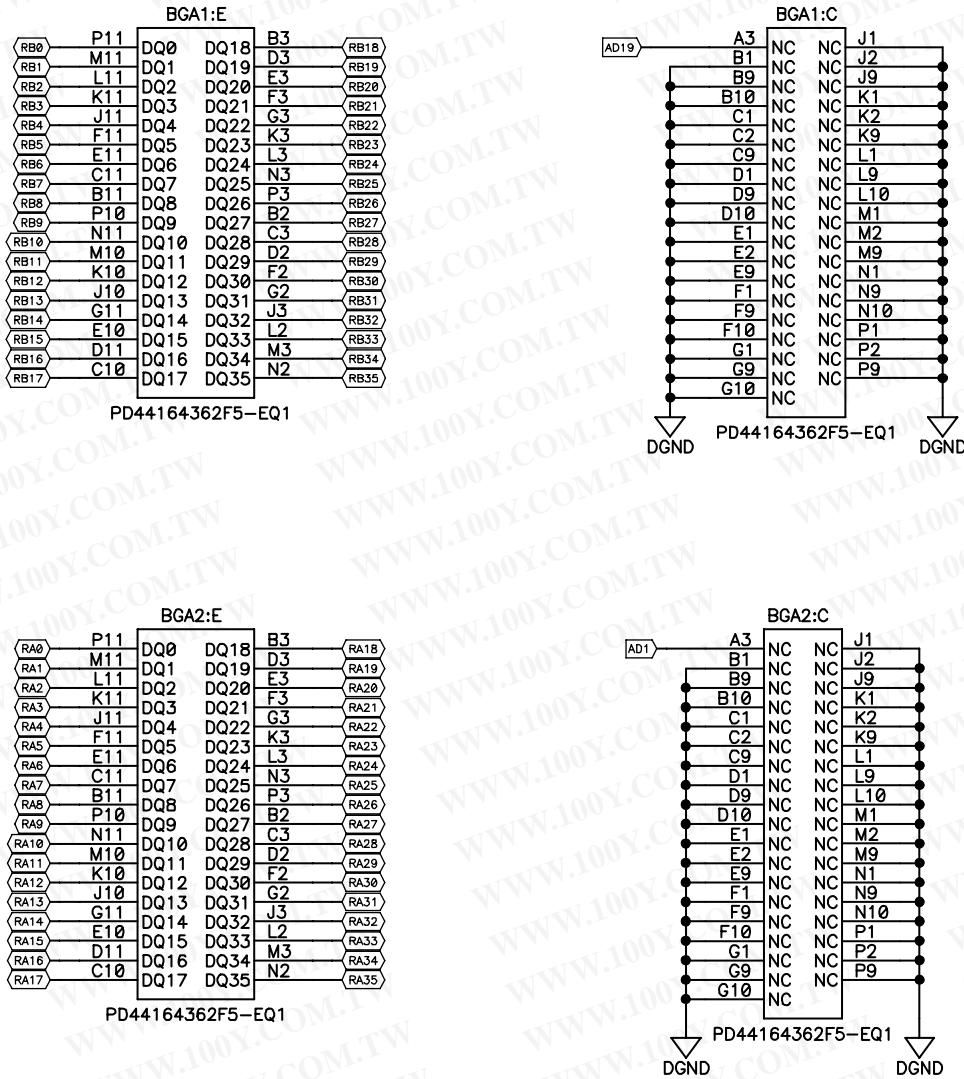 BGA1:E
RB0 P11 DQ0 DQ18 B3 RB18
RB1 M11 DQ1 DQ19 D3 RB19
RB2 L11 DQ2 DQ20 E3 RB20
RB3 K11 DQ3 DQ21 F3 RB21
RB4 J11 DQ4 DQ22 G3 RB22
RB5 F11 DQ5 DQ23 K3 RB23
RB6 E11 DQ6 DQ24 L3 RB24
RB7 C11 DQ7 DQ25 N3 RB25
RB8 B11 DQ8 DQ26 P3 RB26
RB9 P10 DQ9 DQ27 B2 RB27
RB10 N11 DQ10 DQ28 C3 RB28
RB11 M10 DQ11 DQ29 D2 RB29
RB12 K10 DQ12 DQ30 F2 RB30
RB13 J10 DQ13 DQ31 G2 RB31
RB14 G11 DQ14 DQ32 J3 RB32
RB15 E10 DQ15 DQ33 L2 RB33
RB16 D11 DQ16 DQ34 M3 RB34
RB17 C10 DQ17 DQ35 N2 RB35
PD44164362F5-EQ1
BGA1:C
AD19 A3 NC NC J1
B1 NC NC J2
B9 NC NC J9
B10 NC NC K1
C1 NC NC K2
C2 NC NC K9
C9 NC NC L1
D1 NC NC L9
D9 NC NC L10
D10 NC NC M1
E1 NC NC M2
E2 NC NC M9
E9 NC NC N1
F1 NC NC N9
F9 NC NC N10
F10 NC NC P1
G1 NC NC P2
G9 NC NC P9
G10 NC
PD44164362F5-EQ1
DGND DGND
BGA2:E
RA0 P11 DQ0 DQ18 B3 RA18
RA1 M11 DQ1 DQ19 D3 RA19
RA2 L11 DQ2 DQ20 E3 RA20
RA3 K11 DQ3 DQ21 F3 RA21
RA4 J11 DQ4 DQ22 G3 RA22
RA5 F11 DQ5 DQ23 K3 RA23
RA6 E11 DQ6 DQ24 L3 RA24
RA7 C11 DQ7 DQ25 N3 RA25
RA8 B11 DQ8 DQ26 P3 RA26
RA9 P10 DQ9 DQ27 B2 RA27
RA10 N11 DQ10 DQ28 C3 RA28
RA11 M10 DQ11 DQ29 D2 RA29
RA12 K10 DQ12 DQ30 F2 RA30
RA13 J10 DQ13 DQ31 G2 RA31
RA14 G11 DQ14 DQ32 J3 RA32
RA15 E10 DQ15 DQ33 L2 RA33
RA16 D11 DQ16 DQ34 M3 RA34
RA17 C10 DQ17 DQ35 N2 RA35
PD44164362F5-EQ1
BGA2:C
AD1 A3 NC NC J1
B1 NC NC J2
B9 NC NC J9
B10 NC NC K1
C1 NC NC K2
C2 NC NC K9
C9 NC NC L1
D1 NC NC L9
D9 NC NC L10
D10 NC NC M1
E1 NC NC M2
E2 NC NC M9
E9 NC NC N1
F1 NC NC N9
F9 NC NC N10
F10 NC NC P1
G1 NC NC P2
G9 NC NC P9
G10 NC
PD44164362F5-EQ1
DGND DGND
WWW.100Y.COM.TW